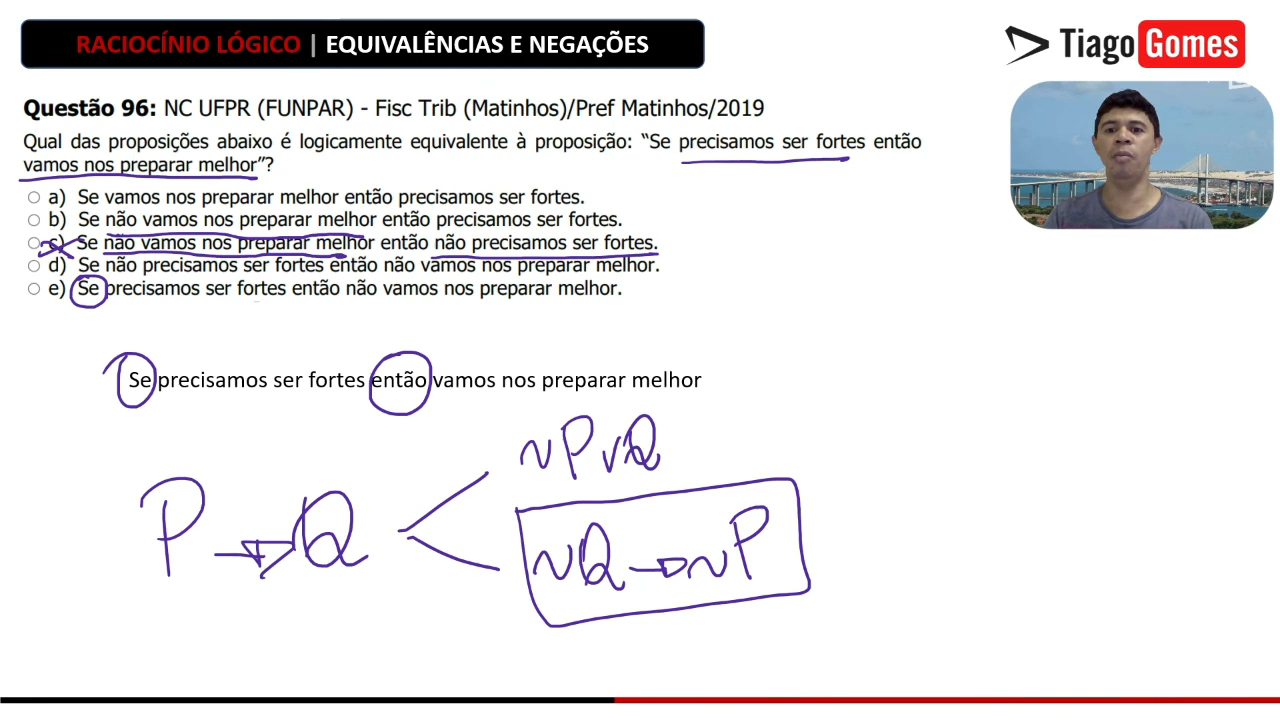 RACIOCÍNIO LÓGICO | EQUIVALÊNCIAS E NEGAÇÕES
Tiago Gomes
Questão 96: NC UFPR (FUNPAR) - Fisc Trib (Matinhos)/Pref Matinhos/2019
Qual das proposições abaixo é logicamente equivalente à proposição: “Se precisamos ser fortes então
vamos nos preparar melhor”?
a) Se vamos nos preparar melhor então precisamos ser fortes.
b) Se não vamos nos preparar melhor então precisamos ser fortes.
c) Se não vamos nos preparar melhor então não precisamos ser fortes.
d) Se não precisamos ser fortes então não vamos nos preparar melhor.
e) Se precisamos ser fortes então não vamos nos preparar melhor.
Se precisamos ser fortes então vamos nos preparar melhor
~P v Q
P → Q
~Q → ~P